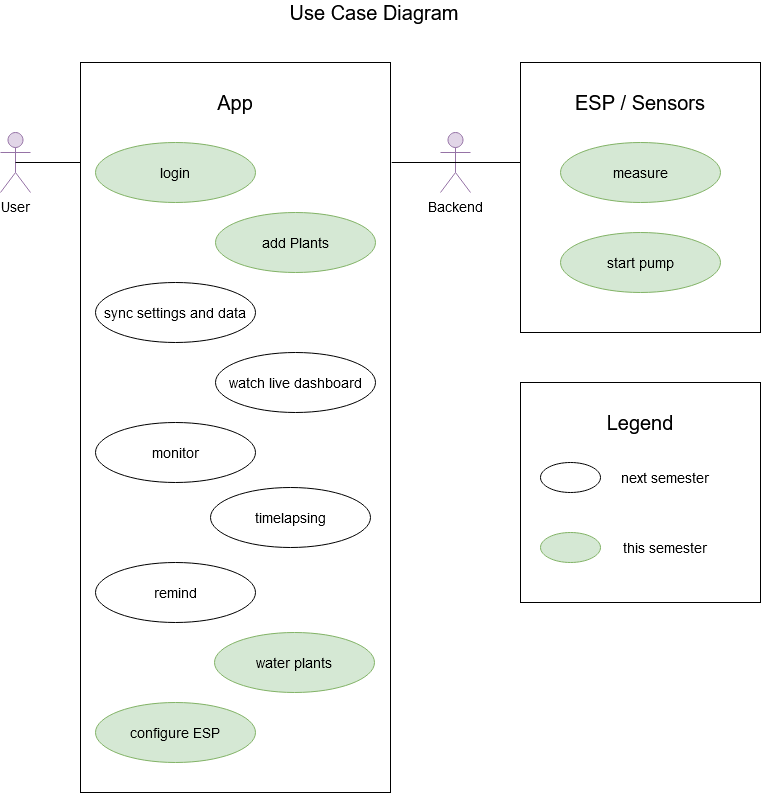 Use Case Diagram
App
login
add Plants
sync settings and data
watch live dashboard
monitor
timelapsing
remind
water plants
configure ESP
User
Backend
ESP / Sensors
measure
start pump
Legend
next semester
this semester